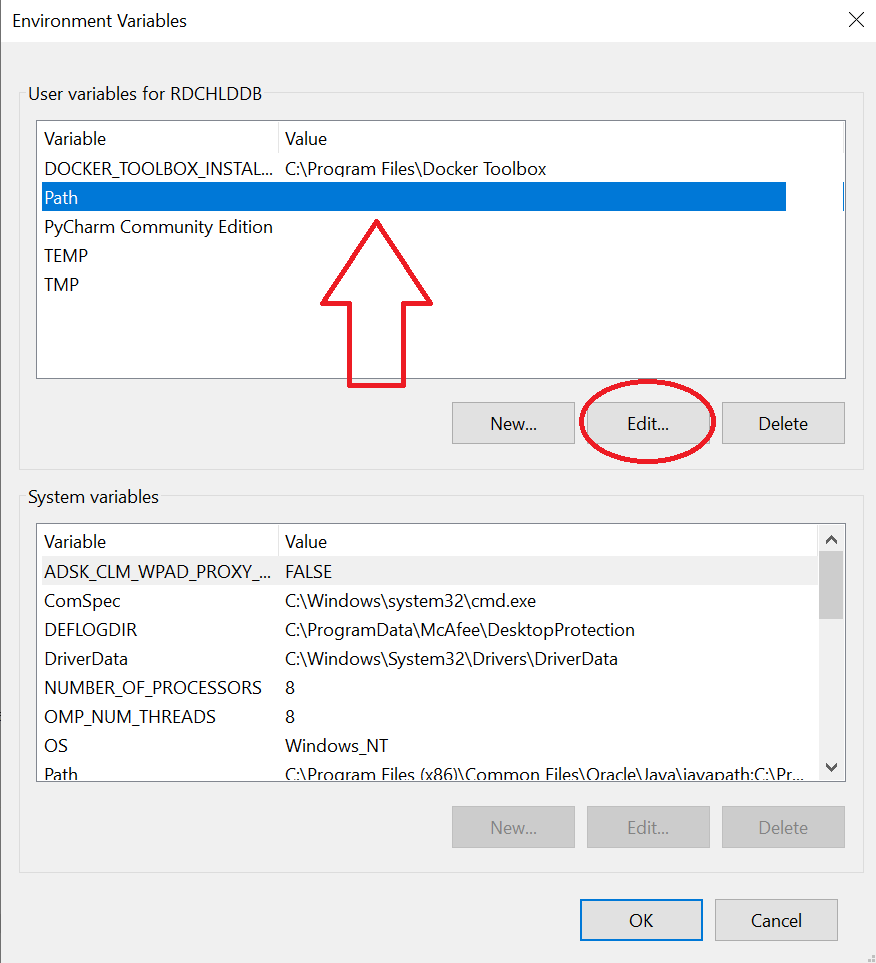 Environment Variables
User variables for RDCHLDDB
Variable Value
DOCKER_TOOLBOX_INSTAL... C:\Program Files\Docker Toolbox
Path
PyCharm Community Edition
TEMP
TMP
New... Edit... Delete
System variables
Variable Value
ADSK_CLM_WPAD_PROXY_... FALSE
ComSpec C:\Windows\system32\cmd.exe
DEFLOGDIR C:\ProgramData\McAfee\DesktopProtection
DriverData C:\Windows\System32\Drivers\DriverData
NUMBER_OF_PROCESSORS 8
OMP_NUM_THREADS 8
OS Windows_NT
Path C:\Program Files (x86)\Common Files\Oracle\Java\javapath;C:\Pr...
New... Edit... Delete
OK Cancel